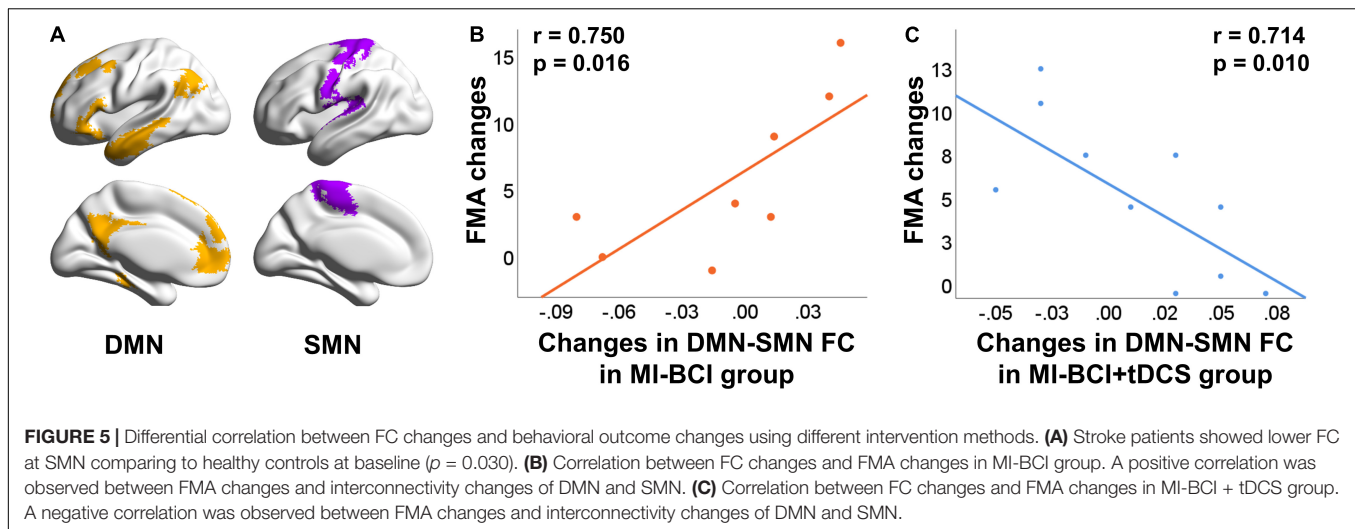 A
DMN
SMN
B
r = 0.750
p = 0.016
FMA changes
15
10
5
0
-.09 -.06 -.03 .00 .03
Changes in DMN-SMN FC
in MI-BCI group
C
r = 0.714
p = 0.010
FMA changes
13
10
8
5
3
0
-.05 -.03 .00 .02 .05 .08
Changes in DMN-SMN FC
in MI-BCI+tDCS group
FIGURE 5 | Differential correlation between FC changes and behavioral outcome changes using different intervention methods. (A) Stroke patients showed lower FC
at SMN comparing to healthy controls at baseline (p = 0.030). (B) Correlation between FC changes and FMA changes in MI-BCI group. A positive correlation was
observed between FMA changes and interconnectivity changes of DMN and SMN. (C) Correlation between FC changes and FMA changes in MI-BCI + tDCS group.
A negative correlation was observed between FMA changes and interconnectivity changes of DMN and SMN.